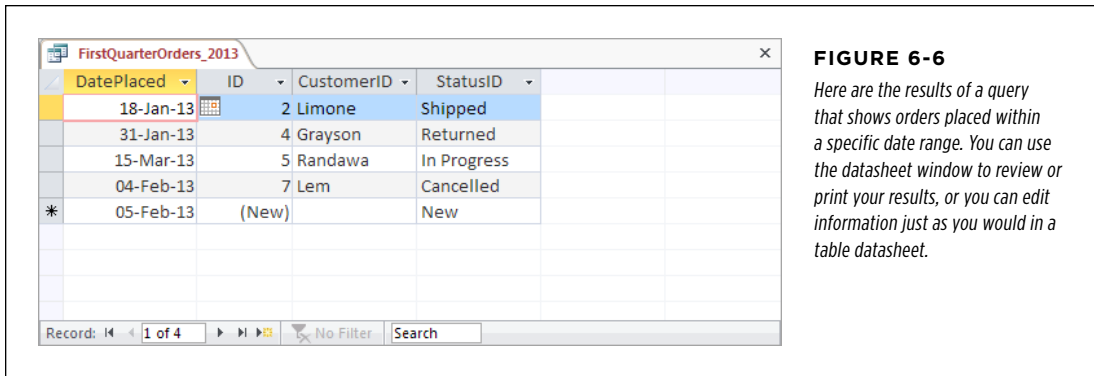 FirstQuarterOrders_2013
DatePlaced ID CustomerID StatusID
18-Jan-13 2 Limone Shipped
31-Jan-13 4 Grayson Returned
15-Mar-13 5 Randawa In Progress
04-Feb-13 7 Lem Cancelled
05-Feb-13 (New) New
Record: 1 of 4 No Filter Search
FIGURE 6-6
Here are the results of a query
that shows orders placed within
a specific date range. You can use
the datasheet window to review or
print your results, or you can edit
information just as you would in a
table datasheet.